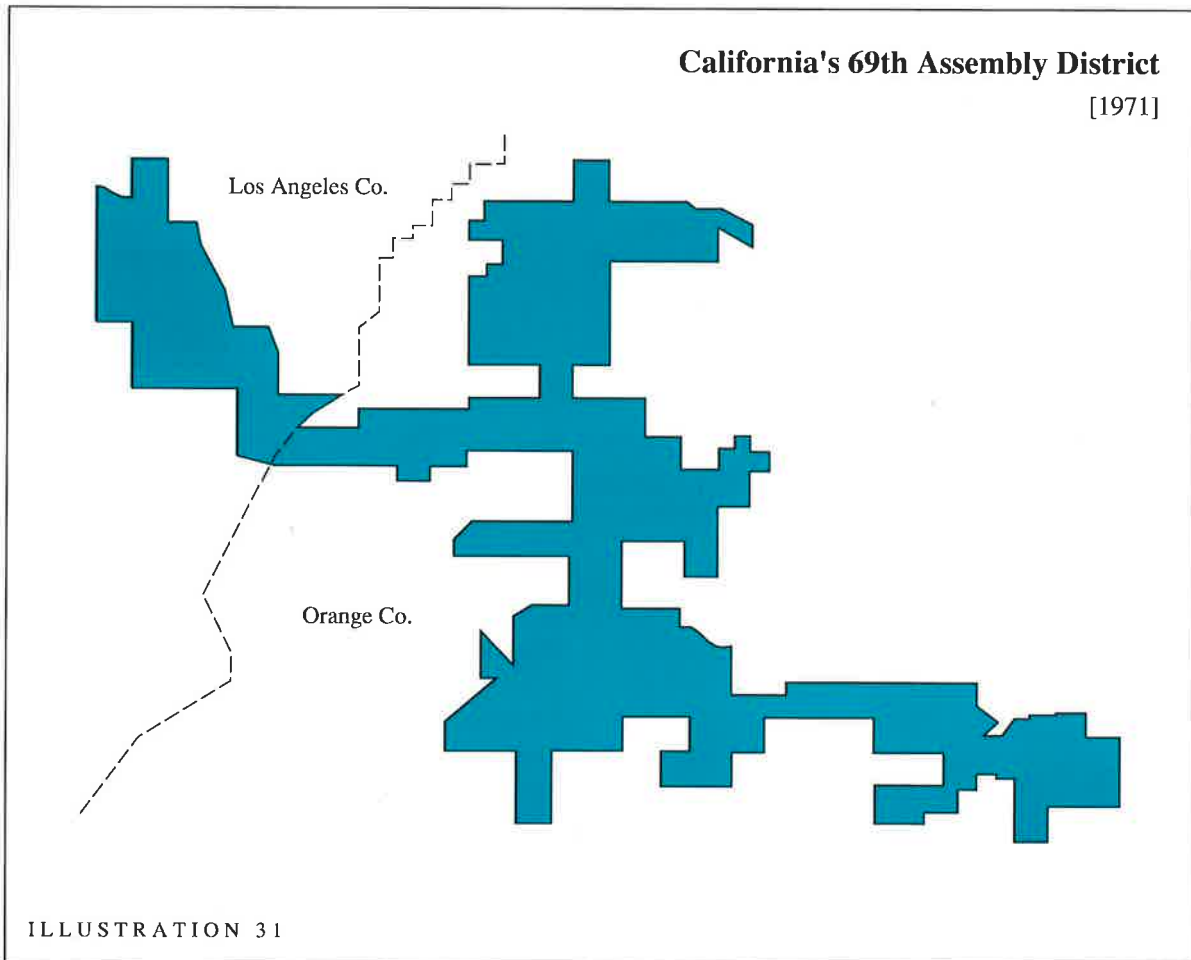 California's 69th Assembly District
[1971]
Los Angeles Co.
Orange Co.
ILLUSTRATION 31